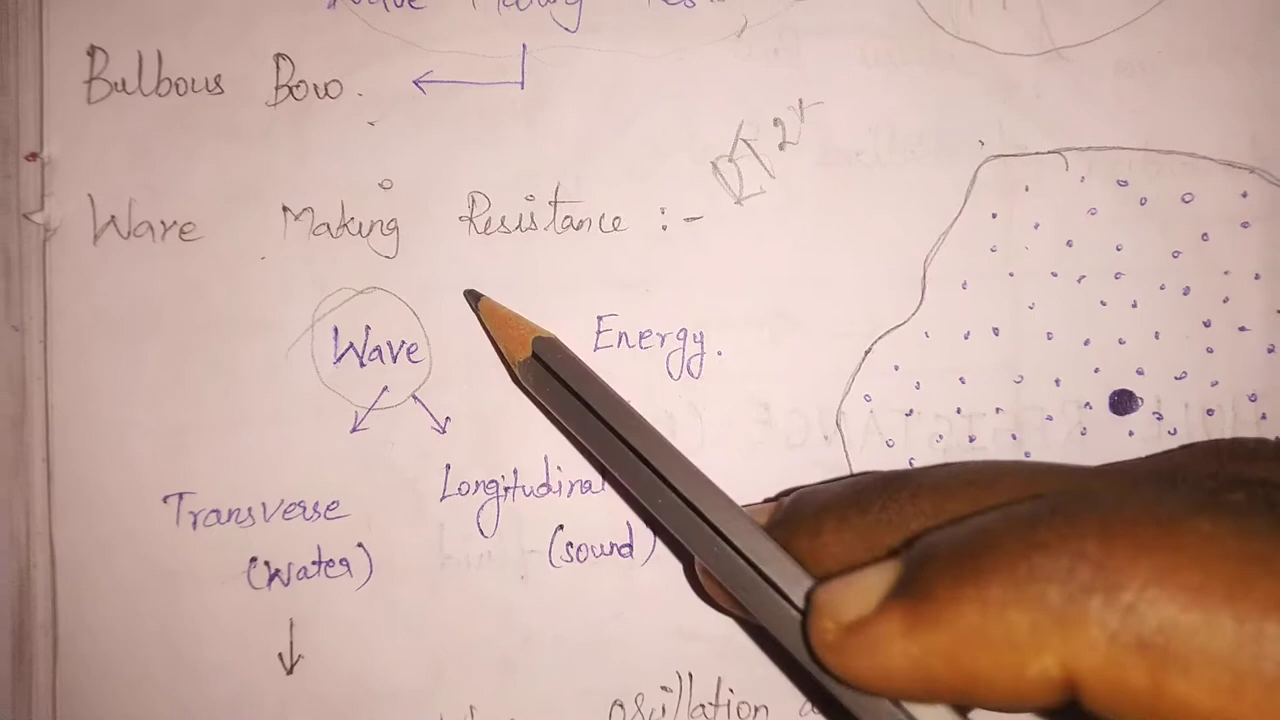 Bulbous Bow.
Wave Making Resistance :-
Wave Energy.
Transverse Longitudinal
(Water) (sound)
oscillation